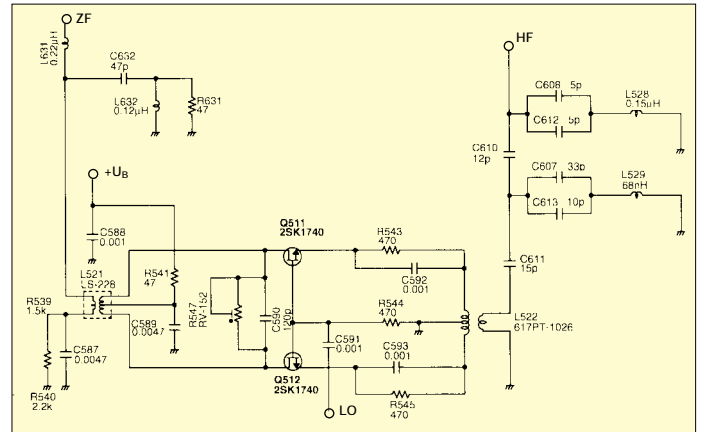 ZF
L631
0.22µH
C632
47p
L632
0.12µH
R631
47
HF
C608 5p
C612 5p
L528
0.15µH
C610
12p
C607 33p
C613 10p
L529
68nH
C611
15p
+UB
C588
0.001
L521
LS-228
R541
47
R539
1.5k
C587
0.0047
C589
0.0047
R540
2.2k
R547
RV-152
C590
120p
Q511
2SK1740
Q512
2SK1740
C591
0.001
LO
R543
470
C592
0.001
R544
470
C593
0.001
R545
470
L522
617PT-1026